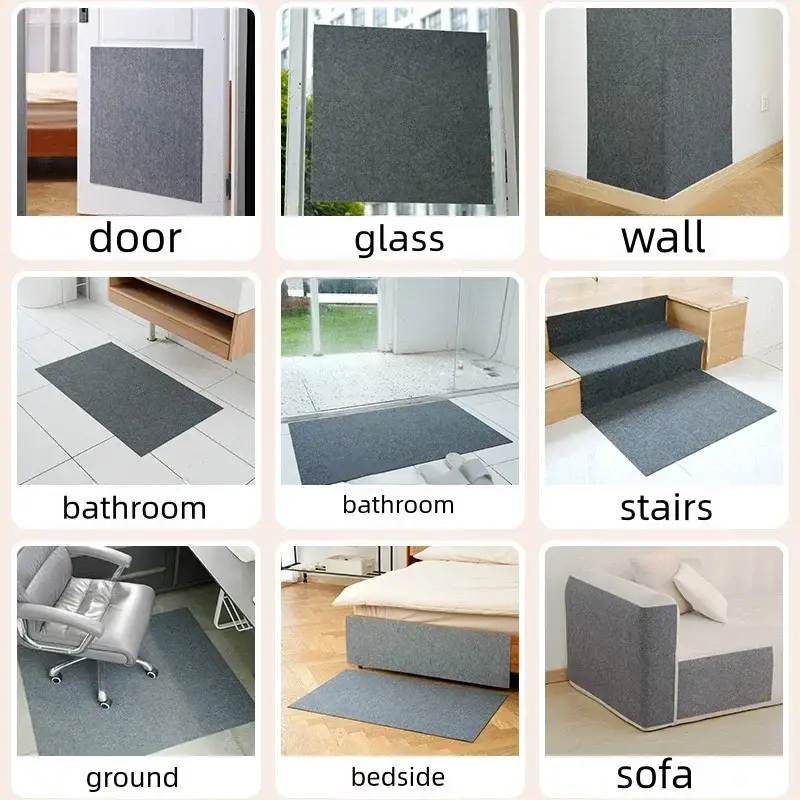 door
glass
wall
bathroom
bathroom
stairs
ground
bedside
sofa